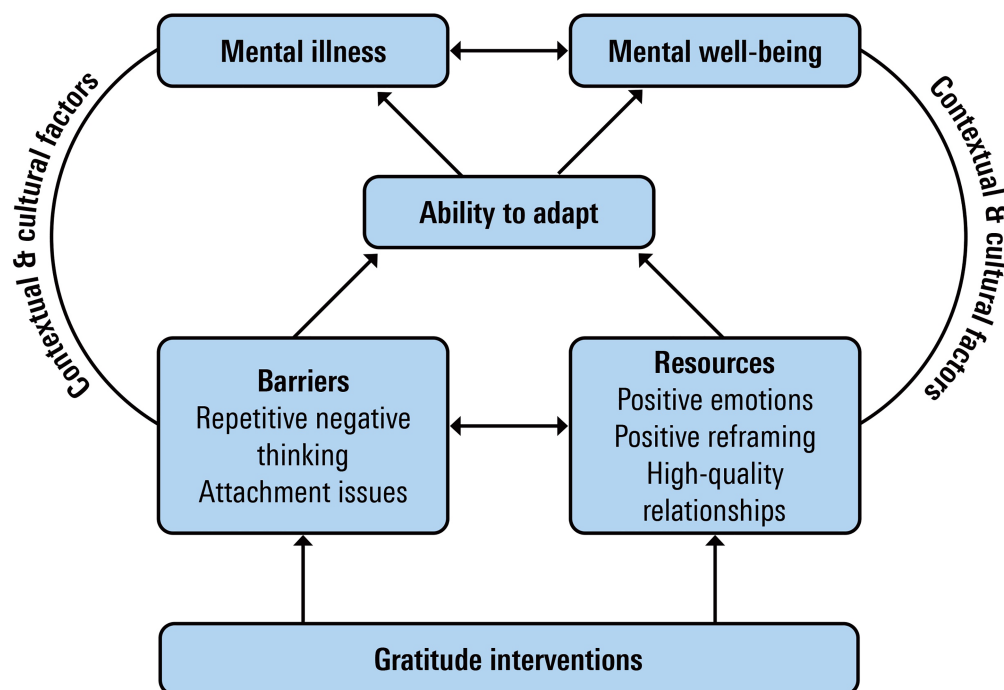 Mental illness
Mental well-being
Contextual & cultural factors
Contextual & cultural factors
Ability to adapt
Barriers
Repetitive negative
thinking
Attachment issues
Resources
Positive emotions
Positive reframing
High-quality
relationships
Gratitude interventions